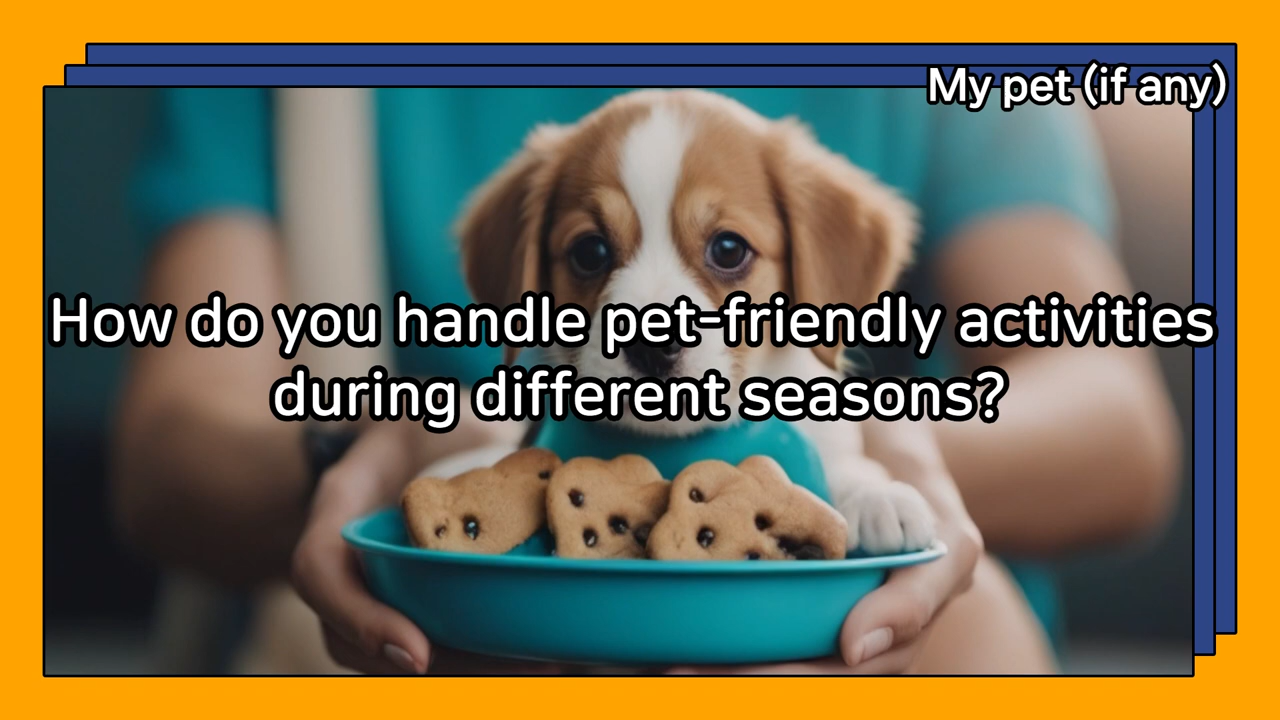 My pet (if any)
How do you handle pet-friendly activities
during different seasons?